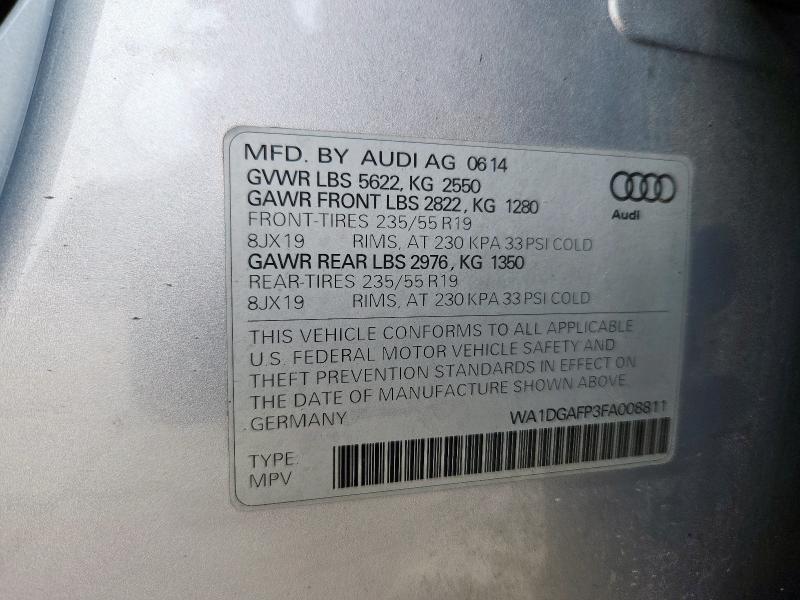 MFD. BY AUDI AG 06 14
GVWR LBS 5622, KG 2550
GAWR FRONT LBS 2822, KG 1280
FRONT-TIRES 235/55 R19
8JX19 RIMS, AT 230 KPA 33 PSI COLD
GAWR REAR LBS 2976, KG 1350
REAR-TIRES 235/55 R19
8JX19 RIMS, AT 230 KPA 33 PSI COLD
Audi
THIS VEHICLE CONFORMS TO ALL APPLICABLE
U.S. FEDERAL MOTOR VEHICLE SAFETY AND
THEFT PREVENTION STANDARDS IN EFFECT ON
THE DATE OF MANUFACTURE SHOWN ABOVE.
GERMANY WA1DGAFP3FA008811
TYPE
MPV